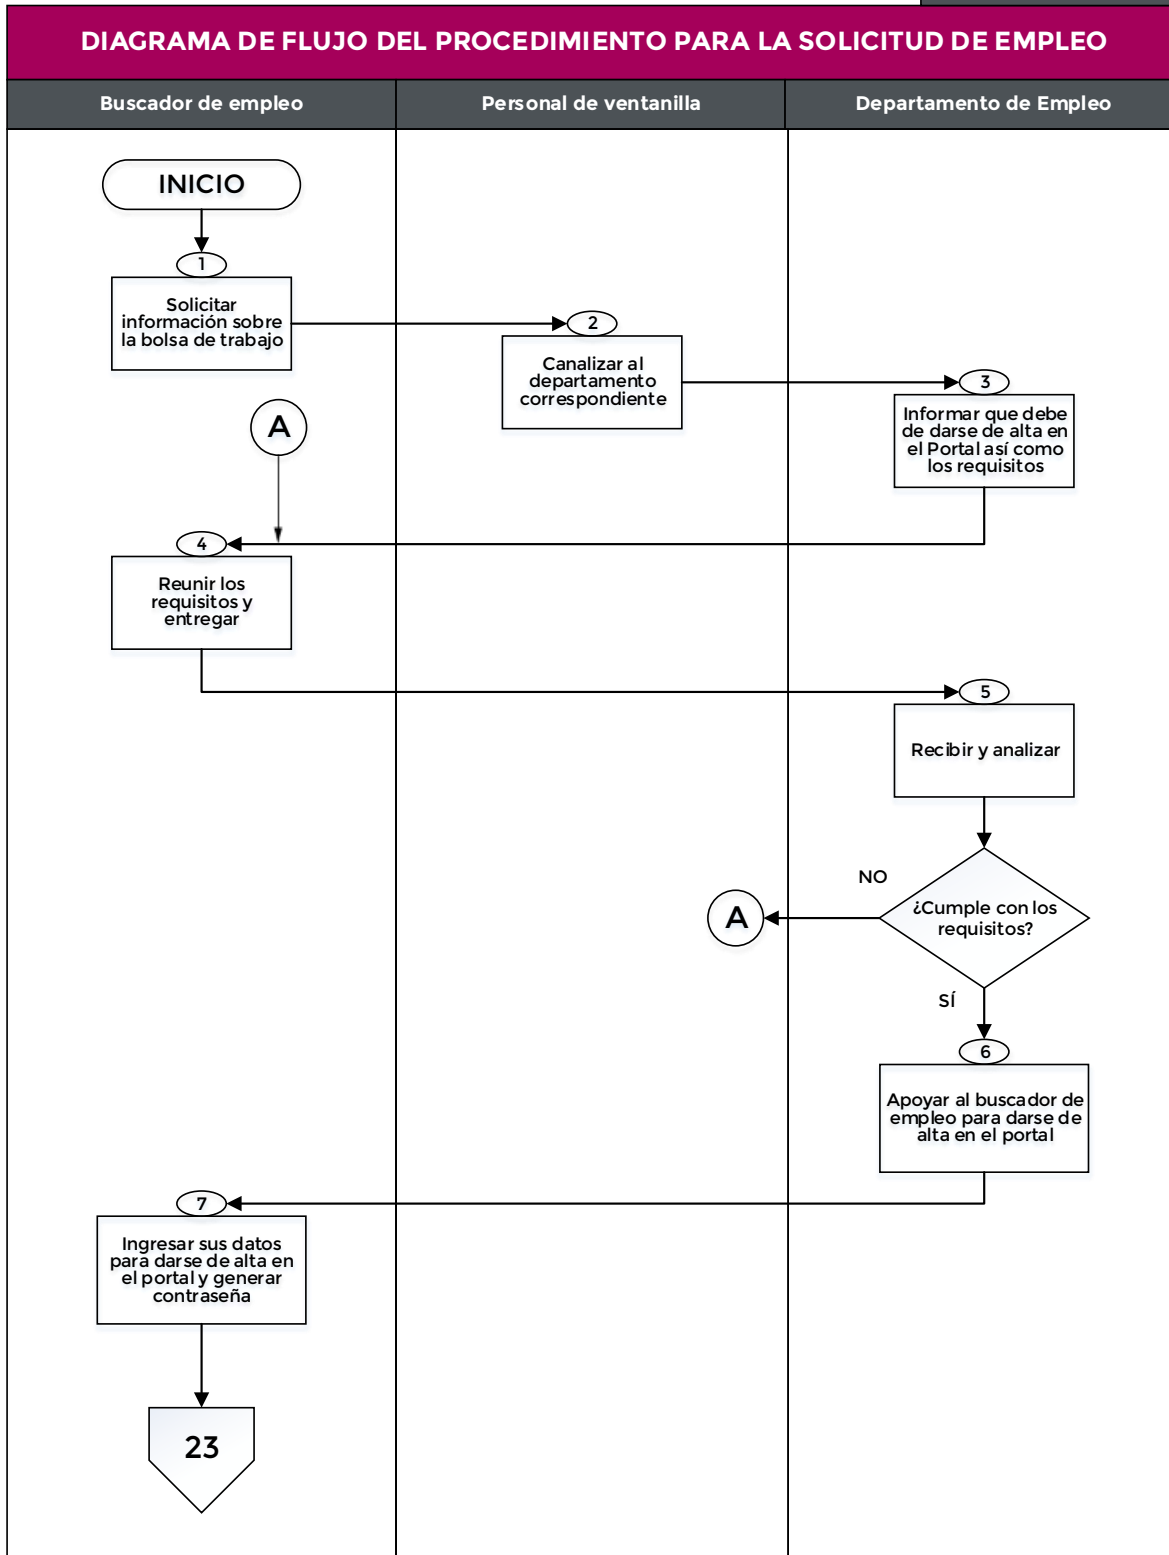 DIAGRAMA DE FLUJO DEL PROCEDIMIENTO PARA LA SOLICITUD DE EMPLEO
Buscador de empleo
Personal de ventanilla
Departamento de Empleo
INICIO
1
Solicitar
información sobre
la bolsa de trabajo
2
Canalizar al
departamento
correspondiente
3
Informar que debe
de darse de alta en
el Portal así como
los requisitos
A
4
Reunir los
requisitos y
entregar
5
Recibir y analizar
NO
¿Cumple con los
requisitos?
A
SÍ
6
Apoyar al buscador de
empleo para darse de
alta en el portal
7
Ingresar sus datos
para darse de alta en
el portal y generar
contraseña
23